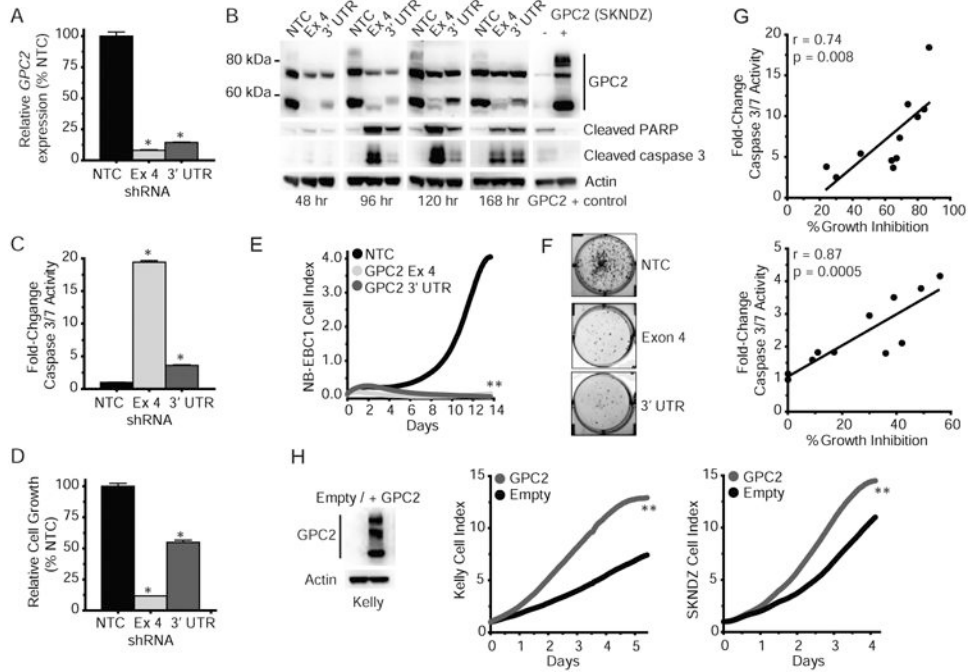 A
Relative GPC2
expression (% NTC)
100
75
50
25
10
0
*
*
NTC Ex 4 3' UTR
shRNA
B
NTC Ex 4 3' UTR NTC Ex 4 3' UTR NTC Ex 4 3' UTR NTC Ex 4 3' UTR
GPC2 (SKNDZ)
- +
80 kDa
60 kDa
GPC2
Cleaved PARP
Cleaved caspase 3
Actin
48 hr 96 hr 120 hr 168 hr GPC2 + control
C
Fold-Chgange
Caspase 3/7 Activity
20
15
10
5
0
*
*
NTC Ex 4 3' UTR
shRNA
D
Relative Cell Growth
(% NTC)
100
75
50
25
10
0
*
*
NTC Ex 4 3' UTR
shRNA
E
NTC
GPC2 Ex 4
GPC2 3' UTR
NB-EBC1 Cell Index
4.0
3.0
2.0
1.0
0
**
0 2 4 6 8 10 12 14
Days
F
NTC
Exon 4
3' UTR
G
r = 0.74
p = 0.008
Fold-Change
Caspase 3/7 Activity
20
15
10
5
0
0 20 40 60 80 100
% Growth Inhibition
r = 0.87
p = 0.0005
Fold-Change
Caspase 3/7 Activity
5
4
3
2
1
0
0 20 40 60
% Growth Inhibition
H
Empty / + GPC2
GPC2
Actin
Kelly
GPC2
Empty
Kelly Cell Index
15
10
5
0
**
0 1 2 3 4 5
Days
GPC2
Empty
SKNDZ Cell Index
15
10
5
0
**
0 1 2 3 4
Days